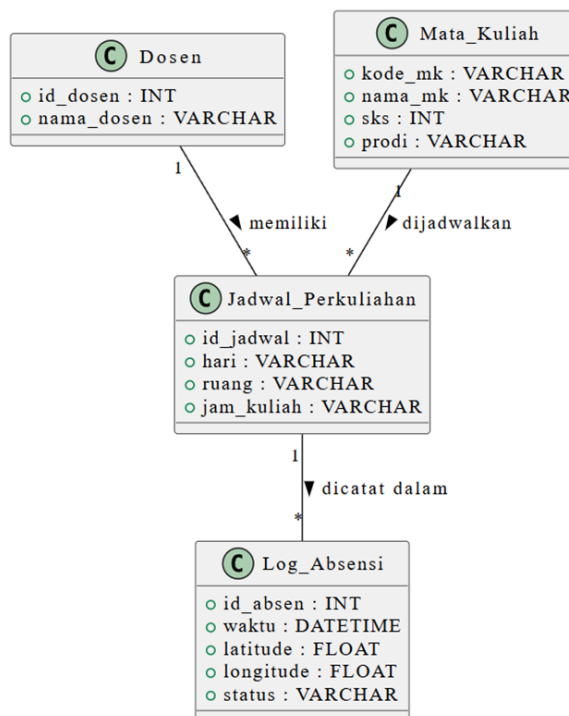 C Dosen
id_dosen : INT
nama_dosen : VARCHAR
C Mata_Kuliah
kode_mk : VARCHAR
nama_mk : VARCHAR
sks : INT
prodi : VARCHAR
1
1
memiliki
dijadwalkan
*
*
C Jadwal_Perkuliahan
id_jadwal : INT
hari : VARCHAR
ruang : VARCHAR
jam_kuliah : VARCHAR
1
dicatat dalam
*
C Log_Absensi
id_absen : INT
waktu : DATETIME
latitude : FLOAT
longitude : FLOAT
status : VARCHAR